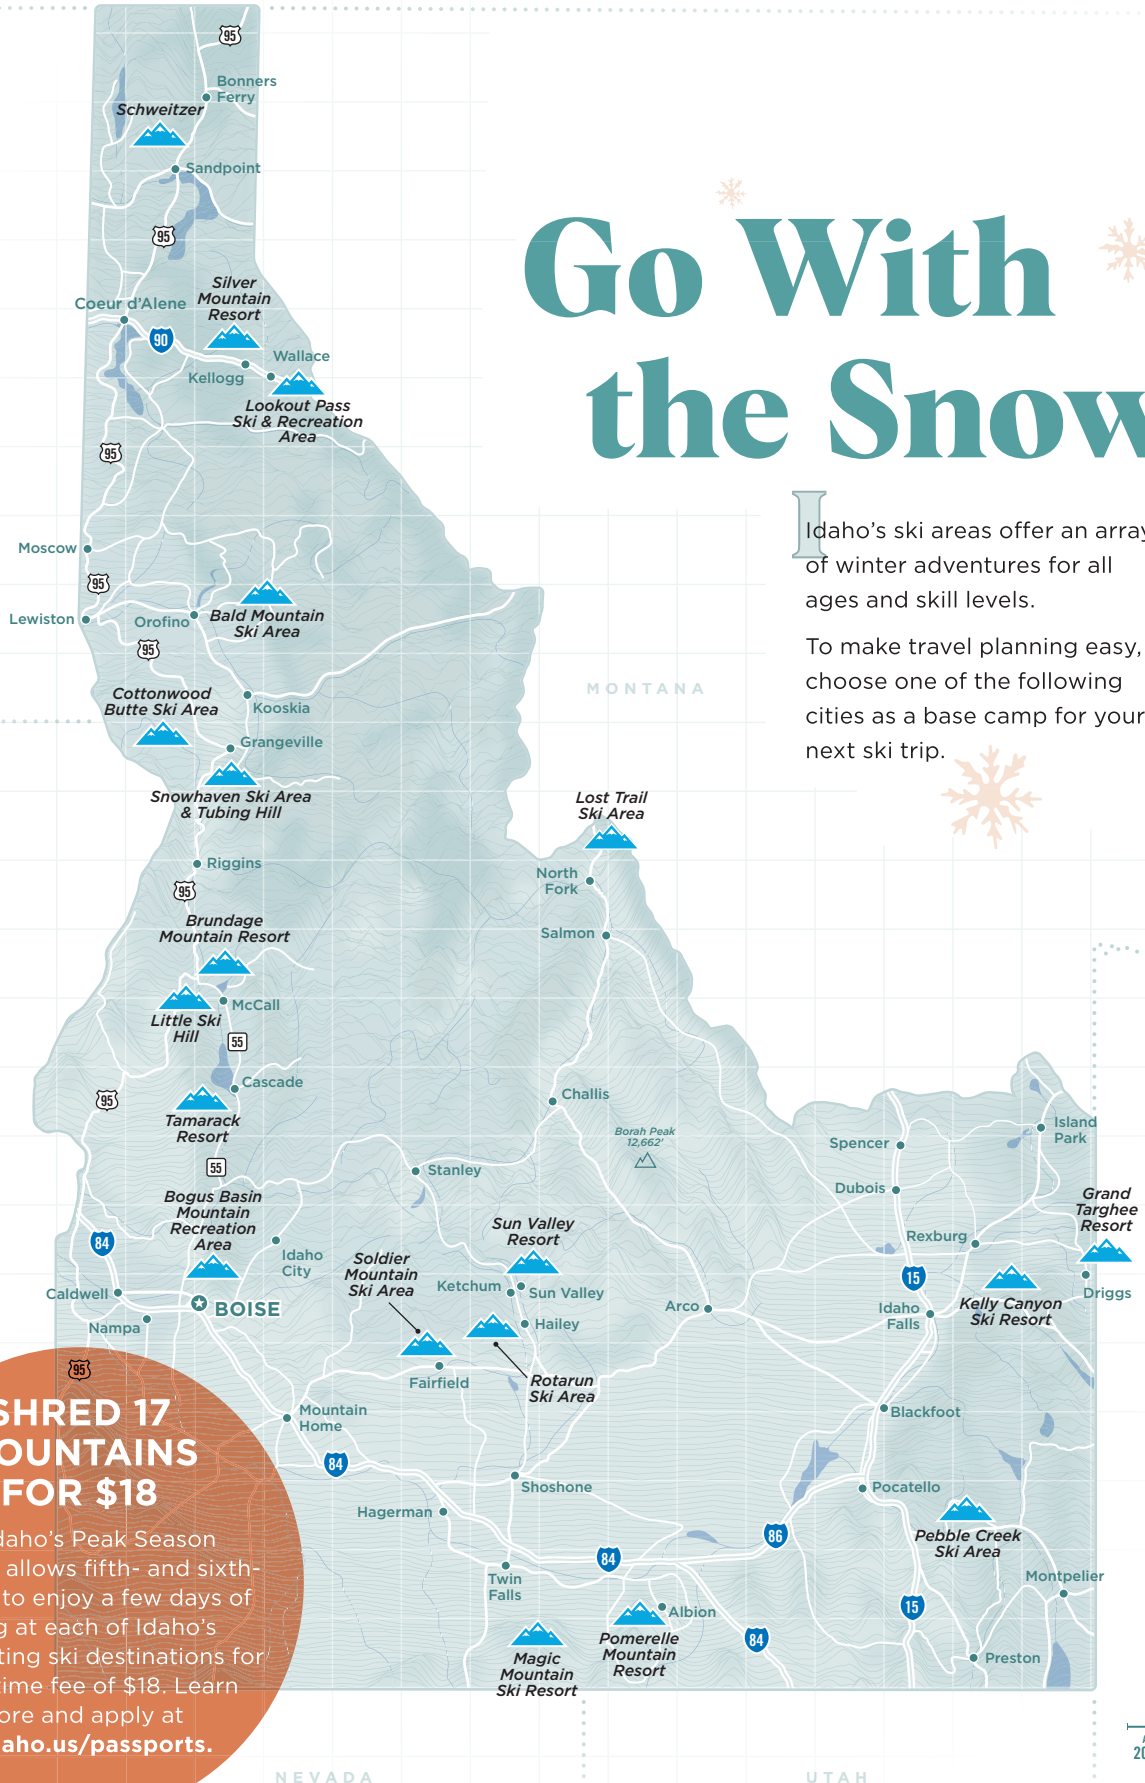 95
Bonners
Ferry
Schweitzer
Sandpoint
95
Go With
the Snow
Silver
Mountain
Resort
Coeur d'Alene
90
Wallace
Kellogg
Lookout Pass
Ski & Recreation
Area
95
Idaho's ski areas offer an array
of winter adventures for all
ages and skill levels.
To make travel planning easy,
choose one of the following
cities as a base camp for your
next ski trip.
Moscow
95
Lewiston
Orofino
Bald Mountain
Ski Area
95
MONTANA
Cottonwood
Butte Ski Area
Kooskia
Grangeville
Snowhaven Ski Area
& Tubing Hill
Lost Trail
Ski Area
Riggins
95
North
Fork
Salmon
Brundage
Mountain Resort
McCall
Little Ski
Hill
55
Cascade
95
Tamarack
Resort
Challis
Borah Peak
12,662'
Island
Park
Spencer
55
Stanley
Dubois
Bogus Basin
Mountain
Recreation
Area
Grand
Targhee
Resort
84
Idaho
City
Sun Valley
Resort
Rexburg
Soldier
Mountain
Ski Area
15
Ketchum
Sun Valley
Driggs
Caldwell
BOISE
Arco
Idaho
Falls
Kelly Canyon
Ski Resort
Nampa
Hailey
95
Fairfield
Rotarun
Ski Area
Mountain
Home
Blackfoot
84
SHRED 17
OUNTAINS
FOR $18
Shoshone
Pocatello
Hagerman
Pebble Creek
Ski Area
86
84
daho's Peak Season
allows fifth- and sixth-
to enjoy a few days of
g at each of Idaho's
ting ski destinations for
time fee of $18. Learn
ore and apply at
aho.us/passports.
Twin
Falls
Montpelier
15
Albion
84
Pomerelle
Mountain
Resort
Magic
Mountain
Ski Resort
Preston
20
NEVADA
UTAH